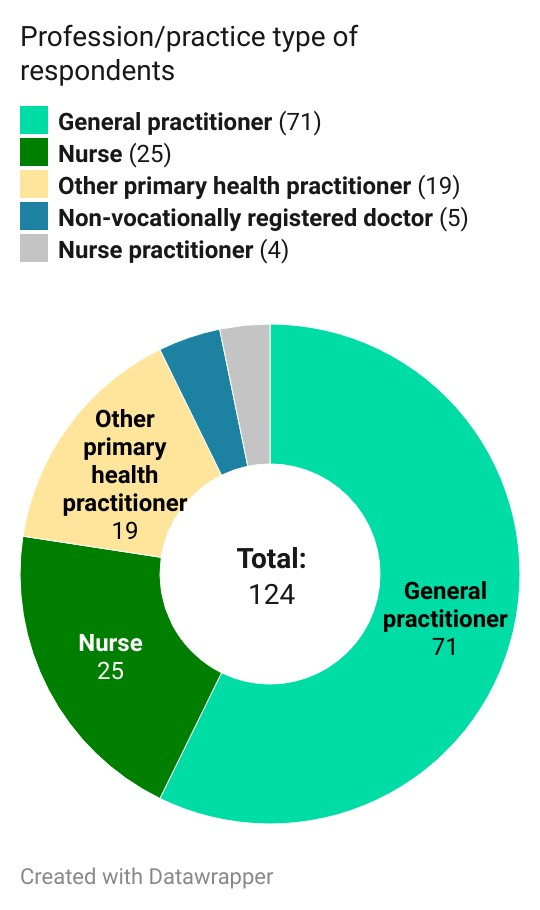 Profession/practice type of
respondents
General practitioner (71)
Nurse (25)
Other primary health practitioner (19)
Non-vocationally registered doctor (5)
Nurse practitioner (4)
Other
primary
health
practitioner
19
Total:
124
General
practitioner
71
Nurse
25
Created with Datawrapper